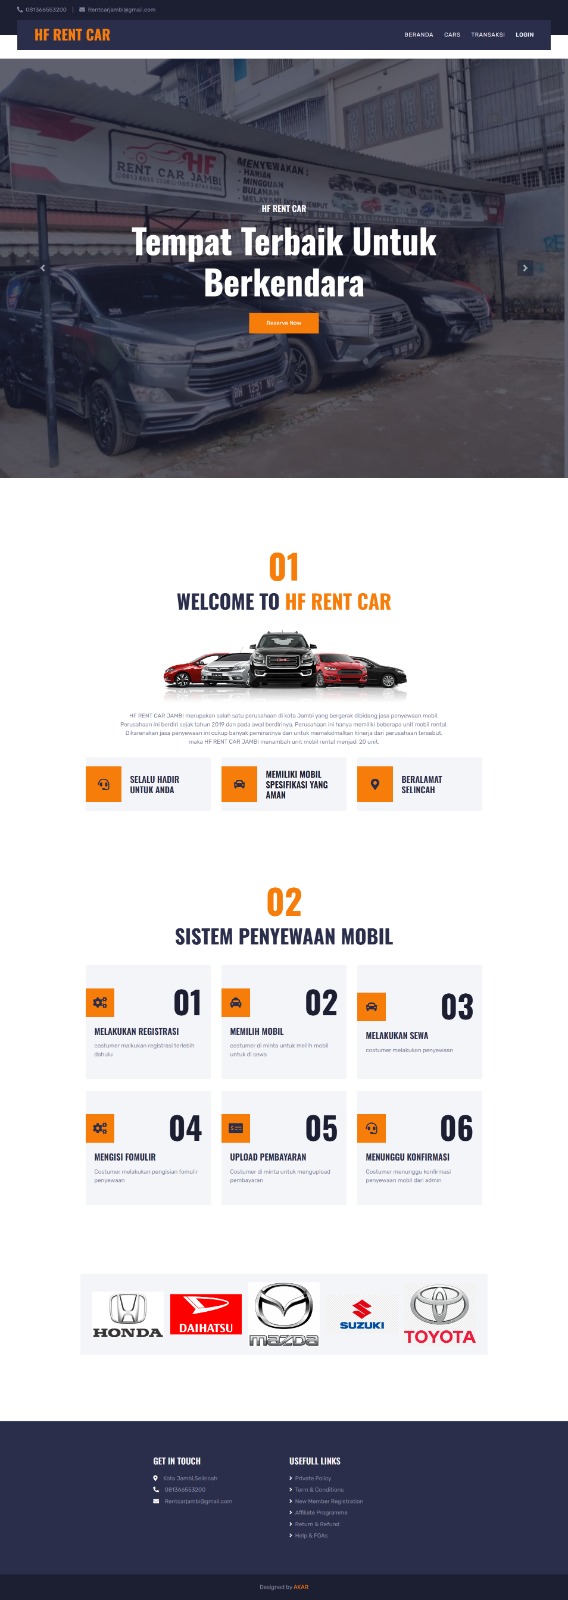 081366553200 | Rentcarjambi@gmail.com
HF RENT CAR
BERANDA CARS TRANSAKSI LOGIN
HF
RENT CAR JAMBI
MENYEWAKAN :
- HARIAN
- MINGGUAN
- BULANAN
HF RENT CAR
Tempat Terbaik Untuk
Berkendara
Reserve Now
01
WELCOME TO HF RENT CAR
HF RENT CAR JAMBI merupakan salah satu perusahaan di kota Jambi yang bergerak dibidang jasa penyewaan mobil.
Perusahaan ini berdiri sejak tahun 2019 dan pada awal berdirinya, Perusahaan ini hanya memiliki beberapa unit mobil rental.
Dikarenakan jasa penyewaan ini cukup banyak peminatnya dan untuk memaksimalkan kinerja dari perusahaan tersebut,
maka HF RENT CAR JAMBI menambah unit mobil rental menjadi 20 unit.
SELALU HADIR
UNTUK ANDA
MEMILIKI MOBIL
SPESIFIKASI YANG
AMAN
BERALAMAT
SELINCAH
02
SISTEM PENYEWAAN MOBIL
01
MELAKUKAN REGISTRASI
costumer malkukan registrasi terlebih
dahulu
02
MEMILIH MOBIL
costumer di minta untuk melih mobil
untuk di sewa
03
MELAKUKAN SEWA
costumer melakukan penyewaan
04
MENGISI FOMULIR
Costumer melakukan pengisian fomulir
penyewaan
05
UPLOAD PEMBAYARAN
Costumer di minta untuk mengupload
pembayaran
06
MENUNGGU KONFIRMASI
Costumer menunggu konfirmasi
penyewaan mobil dari admin
HONDA
DAIHATSU
mazda
SUZUKI
TOYOTA
GET IN TOUCH
Kota Jambi,Selincah
081366553200
Rentcarjambi@gmail.com
USEFULL LINKS
Private Policy
Term & Conditions
New Member Registration
Affiliate Programme
Return & Refund
Help & FQAs
Designed by AKAR